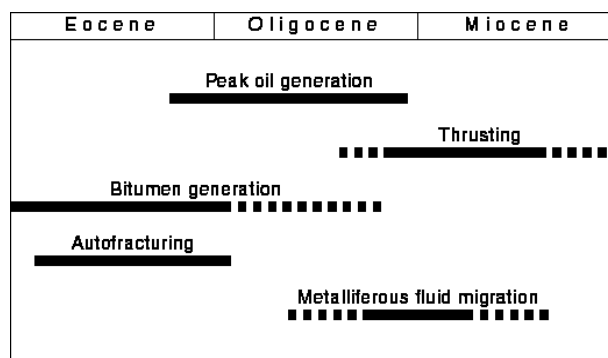 Eocene Oligocene Miocene
Peak oil generation
Thrusting
Bitumen generation
Autofracturing
Metalliferous fluid migration